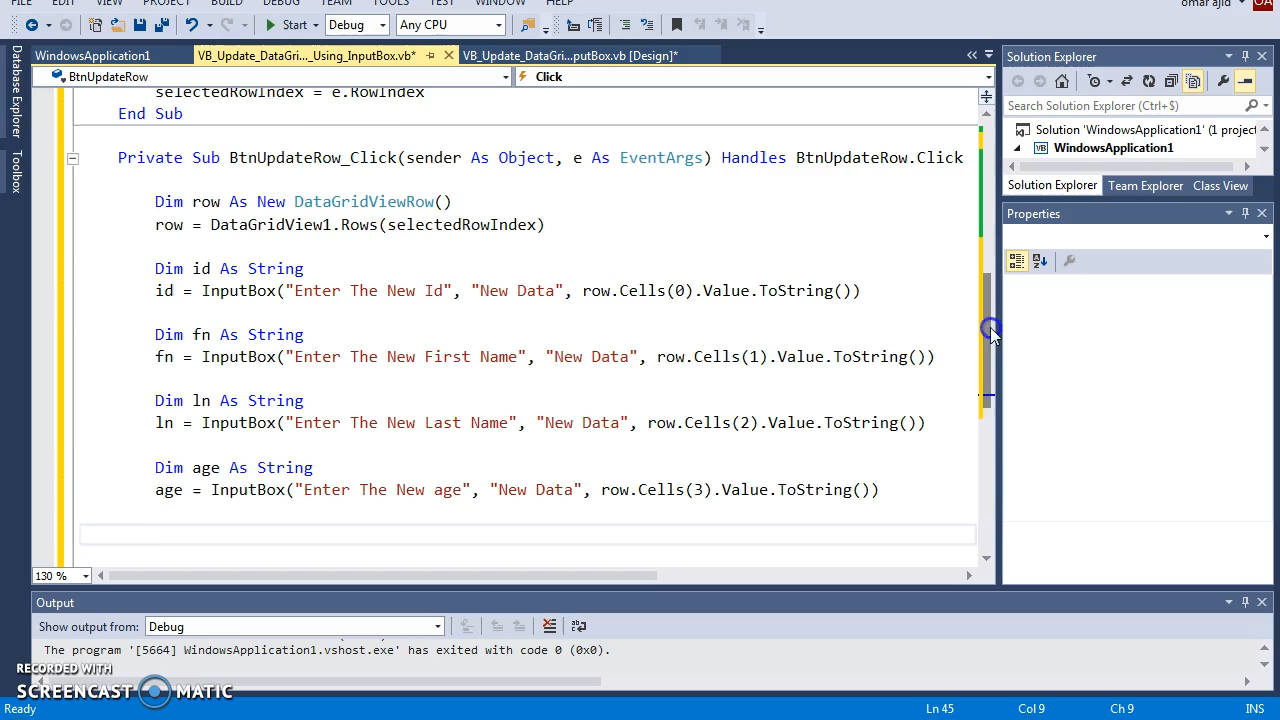 FILE EDIT VIEW PROJECT BUILD DEBUG TEAM TOOLS TEST WINDOW HELP omar ajid OA
Start Debug Any CPU
WindowsApplication1 VB_Update_DataGri..._Using_InputBox.vb* VB_Update_DataGri...putBox.vb [Design]*
BtnUpdateRow Click
Database Explorer
Toolbox
selectedRowIndex = e.RowIndex
End Sub
Private Sub BtnUpdateRow_Click(sender As Object, e As EventArgs) Handles BtnUpdateRow.Click
Dim row As New DataGridViewRow()
row = DataGridView1.Rows(selectedRowIndex)
Dim id As String
id = InputBox("Enter The New Id", "New Data", row.Cells(0).Value.ToString())
Dim fn As String
fn = InputBox("Enter The New First Name", "New Data", row.Cells(1).Value.ToString())
Dim ln As String
ln = InputBox("Enter The New Last Name", "New Data", row.Cells(2).Value.ToString())
Dim age As String
age = InputBox("Enter The New age", "New Data", row.Cells(3).Value.ToString())
130 %
Solution Explorer
Search Solution Explorer (Ctrl+$)
Solution 'WindowsApplication1' (1 project
WindowsApplication1
Solution Explorer Team Explorer Class View
Properties
Output
Show output from: Debug
The program '[5664] WindowsApplication1.vshost.exe' has exited with code 0 (0x0).
RECORDED WITH
SCREENCAST MATIC
Ready Ln 45 Col 9 Ch 9 INS